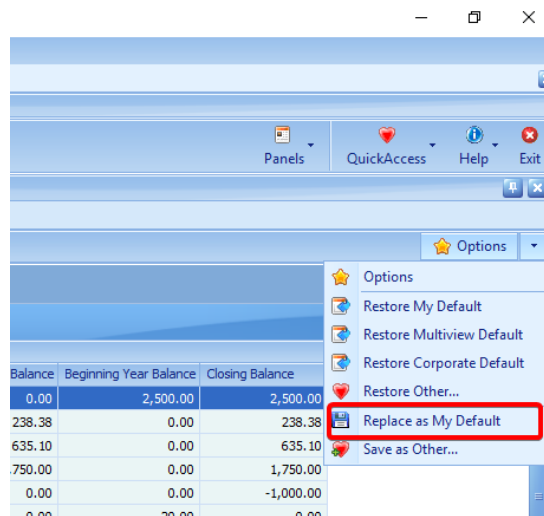 Panels QuickAccess Help Exit
Options
Options
Restore My Default
Restore Multiview Default
Restore Corporate Default
Restore Other...
Replace as My Default
Save as Other...
Balance Beginning Year Balance Closing Balance
0.00 2,500.00 2,500.00
238.38 0.00 238.38
635.10 0.00 635.10
.750.00 0.00 1,750.00
0.00 0.00 -1,000.00